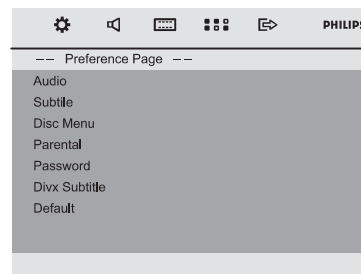 PHILIPS
-- Preference Page --
Audio
Subtile
Disc Menu
Parental
Password
Divx Subtitle
Default